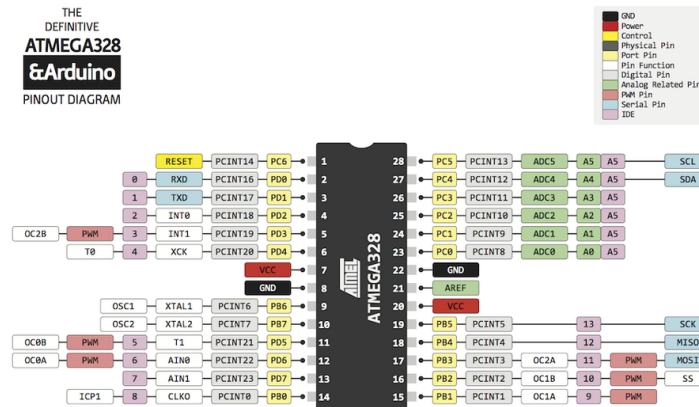 THE
DEFINITIVE
ATMEGA328
&Arduino
PINOUT DIAGRAM
GND
Power
Control
Physical Pin
Port Pin
Pin Function
Digital Pin
Analog Related Pin
PWM Pin
Serial Pin
IDE
RESET PCINT14 PC6 1
0 RXD PCINT16 PD0 2
1 TXD PCINT17 PD1 3
2 INT0 PCINT18 PD2 4
OC2B PWM 3 INT1 PCINT19 PD3 5
T0 4 XCK PCINT20 PD4 6
VCC 7
GND 8
OSC1 XTAL1 PCINT6 PB6 9
OSC2 XTAL2 PCINT7 PB7 10
OC0B PWM 5 T1 PCINT21 PD5 11
OC0A PWM 6 AIN0 PCINT22 PD6 12
7 AIN1 PCINT23 PD7 13
ICP1 8 CLKO PCINT0 PB0 14
ATMEL
ATMEGA328
28 PC5 PCINT13 ADC5 A5 A5 SCL
27 PC4 PCINT12 ADC4 A4 A5 SDA
26 PC3 PCINT11 ADC3 A3 A5
25 PC2 PCINT10 ADC2 A2 A5
24 PC1 PCINT9 ADC1 A1 A5
23 PC0 PCINT8 ADC0 A0 A5
22 GND
21 AREF
20 VCC
19 PB5 PCINT5 13 SCK
18 PB4 PCINT4 12 MISO
17 PB3 PCINT3 OC2A 11 PWM MOSI
16 PB2 PCINT2 OC1B 10 PWM SS
15 PB1 PCINT1 OC1A 9 PWM